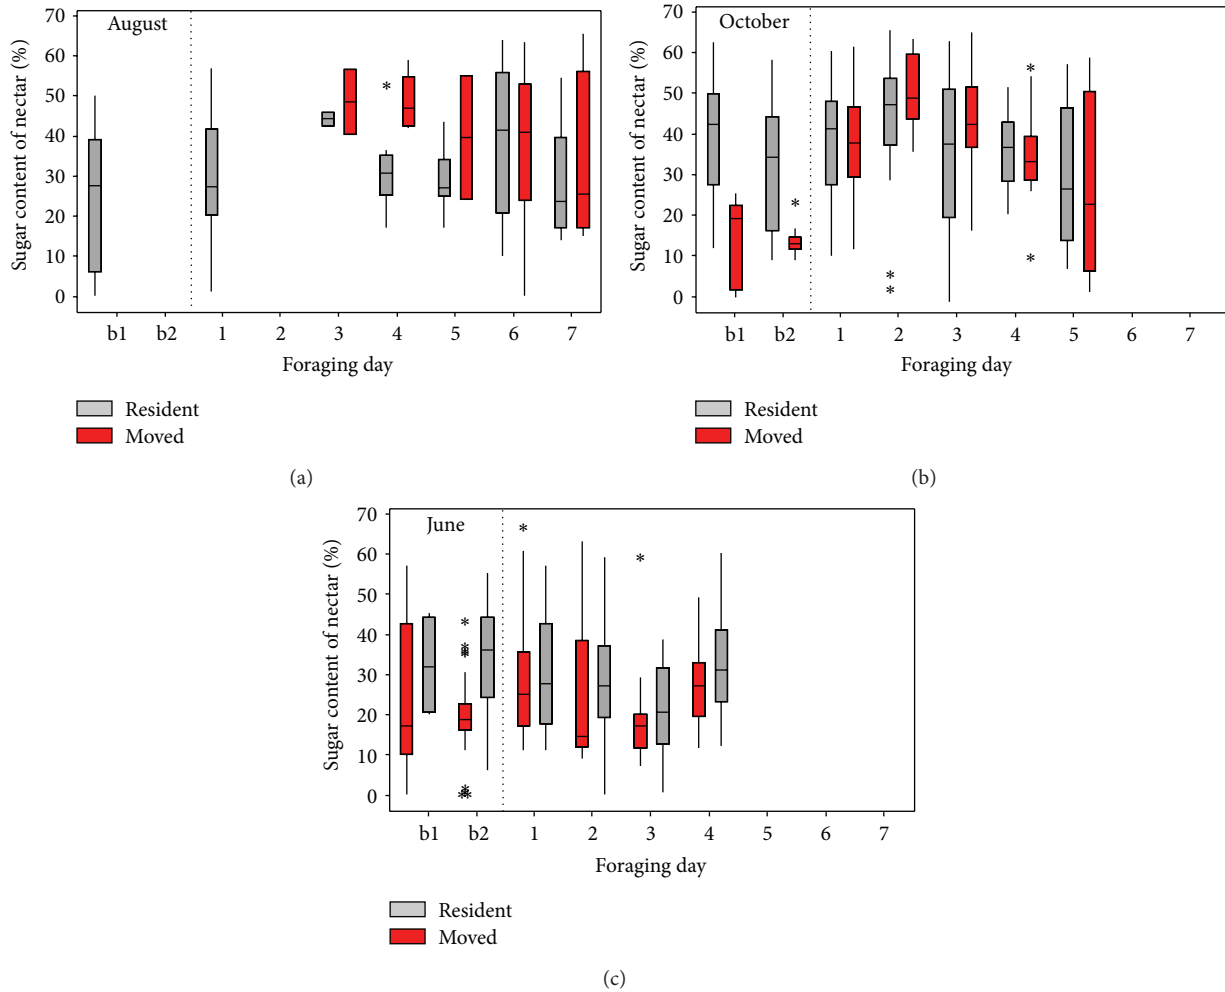 August
Sugar content of nectar (%)
70
60
50
40
30
20
10
0
b1 b2 1 2 3 4 5 6 7
Foraging day
Resident
Moved
(a)
October
Sugar content of nectar (%)
70
60
50
40
30
20
10
0
b1 b2 1 2 3 4 5 6 7
Foraging day
Resident
Moved
(b)
June
Sugar content of nectar (%)
70
60
50
40
30
20
10
0
b1 b2 1 2 3 4 5 6 7
Foraging day
Resident
Moved
(c)